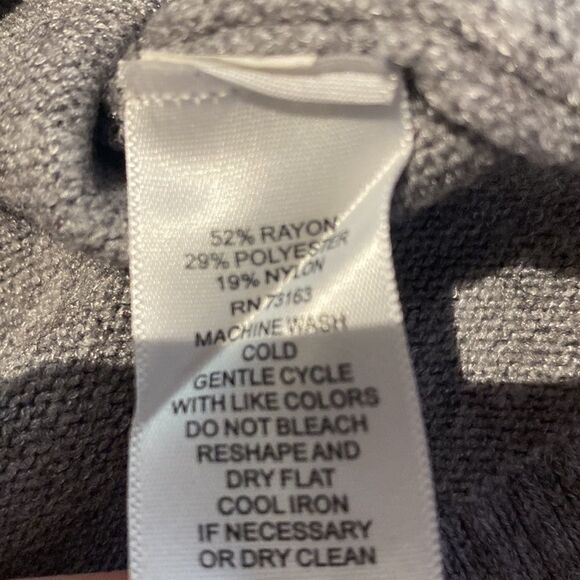 52% RAYON
29% POLYESTER
19% NYLON
RN 73163
MACHINE WASH
COLD
GENTLE CYCLE
WITH LIKE COLORS
DO NOT BLEACH
RESHAPE AND
DRY FLAT
COOL IRON
IF NECESSARY
OR DRY CLEAN